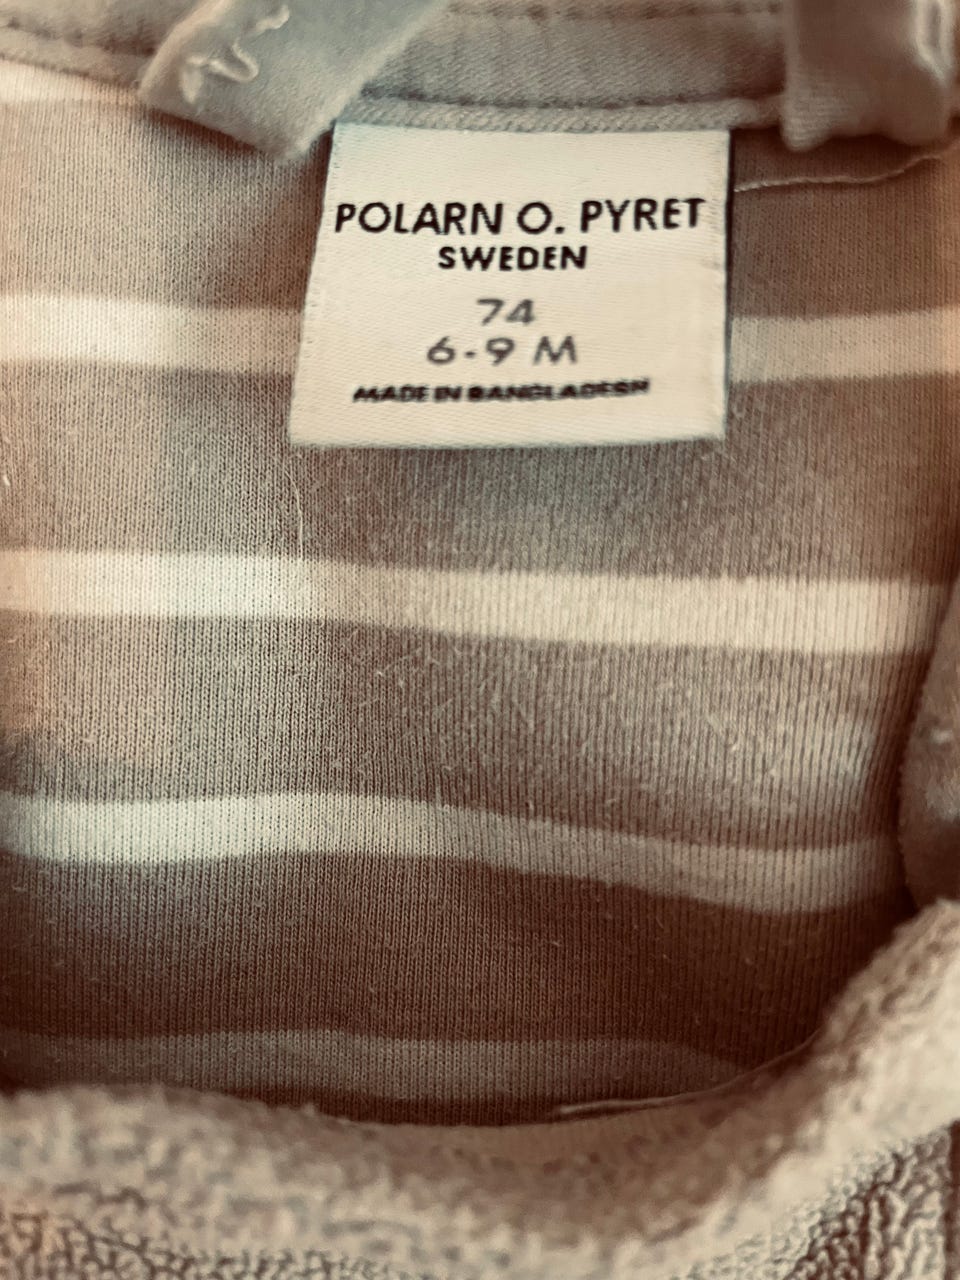 POLARN O. PYRET
SWEDEN
74
6-9 M
MADE IN BANGLADESH